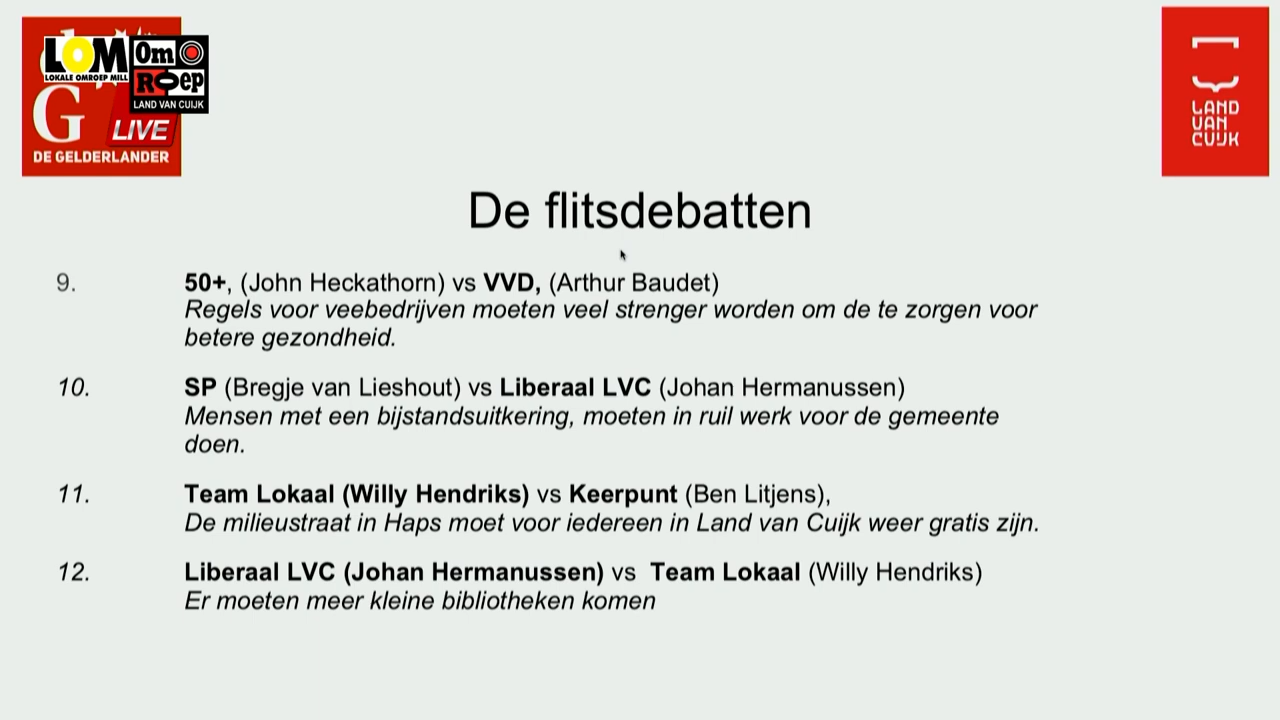 LOM
LOKALE OMROEP MILL
Om
Roep
LAND VAN CUIJK
G
LIVE
DE GELDERLANDER
LAND
VAN
CUIJK
De flitsdebatten
9. 50+, (John Heckathorn) vs VVD, (Arthur Baudet)
Regels voor veebedrijven moeten veel strenger worden om de te zorgen voor
betere gezondheid.
10. SP (Bregje van Lieshout) vs Liberaal LVC (Johan Hermanussen)
Mensen met een bijstandsuitkering, moeten in ruil werk voor de gemeente
doen.
11. Team Lokaal (Willy Hendriks) vs Keerpunt (Ben Litjens),
De milieustraat in Haps moet voor iedereen in Land van Cuijk weer gratis zijn.
12. Liberaal LVC (Johan Hermanussen) vs Team Lokaal (Willy Hendriks)
Er moeten meer kleine bibliotheken komen